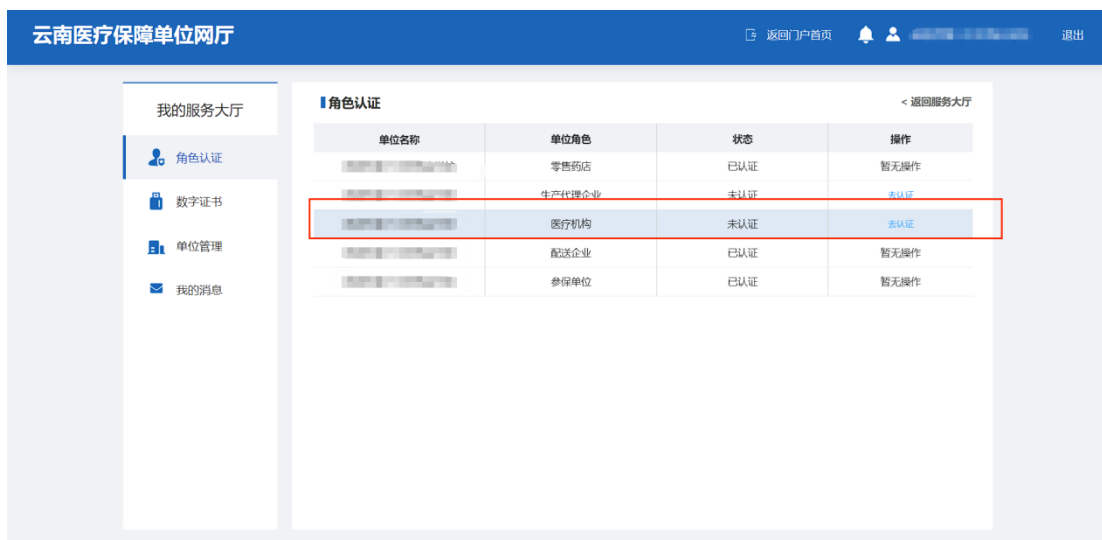 云南医疗保障单位网厅
返回门户首页
退出
我的服务大厅
角色认证
数字证书
单位管理
我的消息
角色认证
< 返回服务大厅
单位名称 单位角色 状态 操作
零售药店 已认证 暂无操作
生产代理企业 未认证 去认证
医疗机构 未认证 去认证
配送企业 已认证 暂无操作
参保单位 已认证 暂无操作